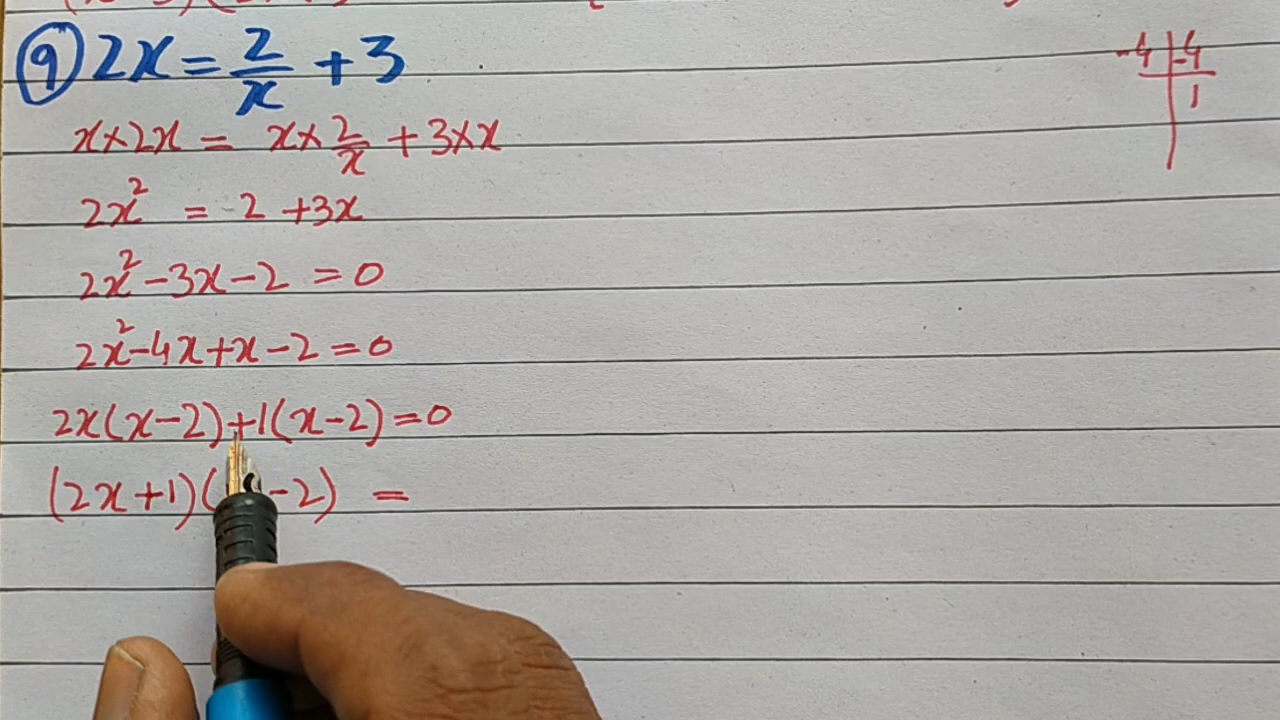 ⑨ 2x = 2/x + 3
x × 2x = x × 2/x + 3 × x
2x² = 2 + 3x
2x² - 3x - 2 = 0
2x² - 4x + x - 2 = 0
2x(x - 2) + 1(x - 2) = 0
(2x + 1)( - 2) =
-4 | -4
1